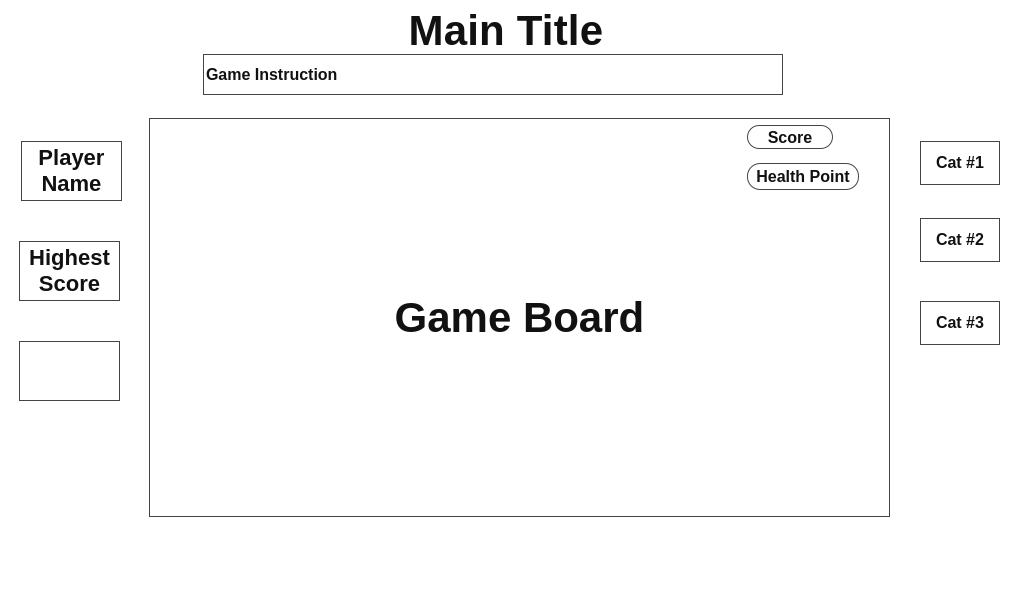 Main Title
Game Instruction
Score
Player
Name
Cat #1
Health Point
Cat #2
Highest
Score
Game Board
Cat #3